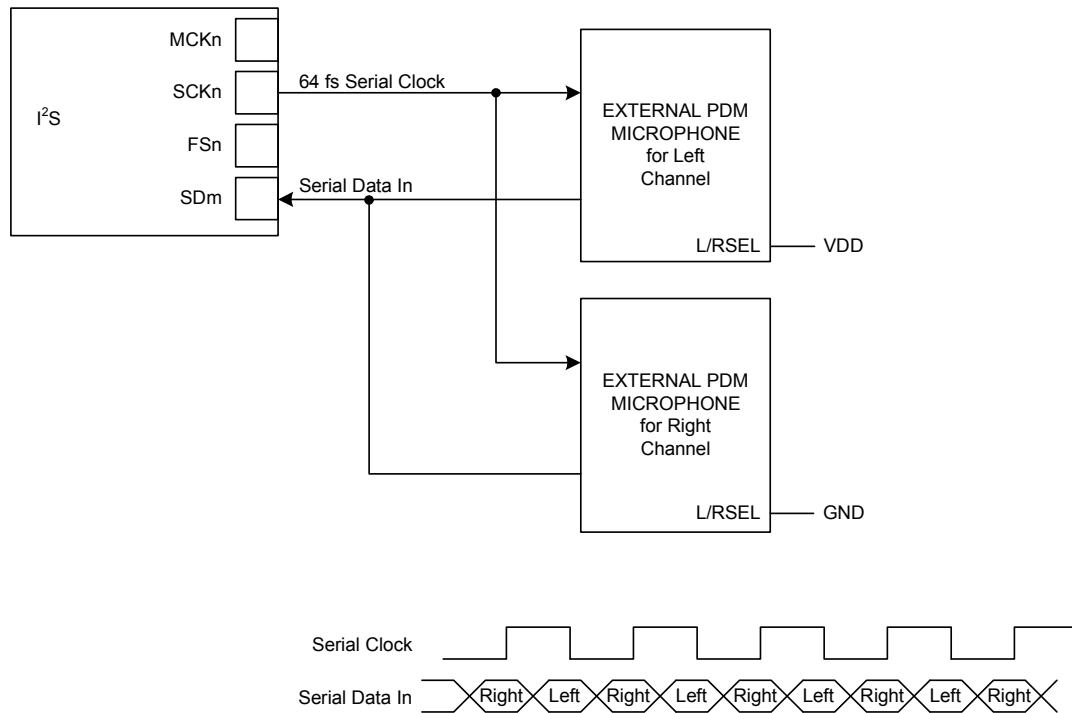 MCKn
SCKn
I²S
FSn
SDm
64 fs Serial Clock
Serial Data In
EXTERNAL PDM
MICROPHONE
for Left
Channel
L/RSEL
VDD
EXTERNAL PDM
MICROPHONE
for Right
Channel
L/RSEL
GND
Serial Clock
Serial Data In Right Left Right Left Right Left Right Left Right